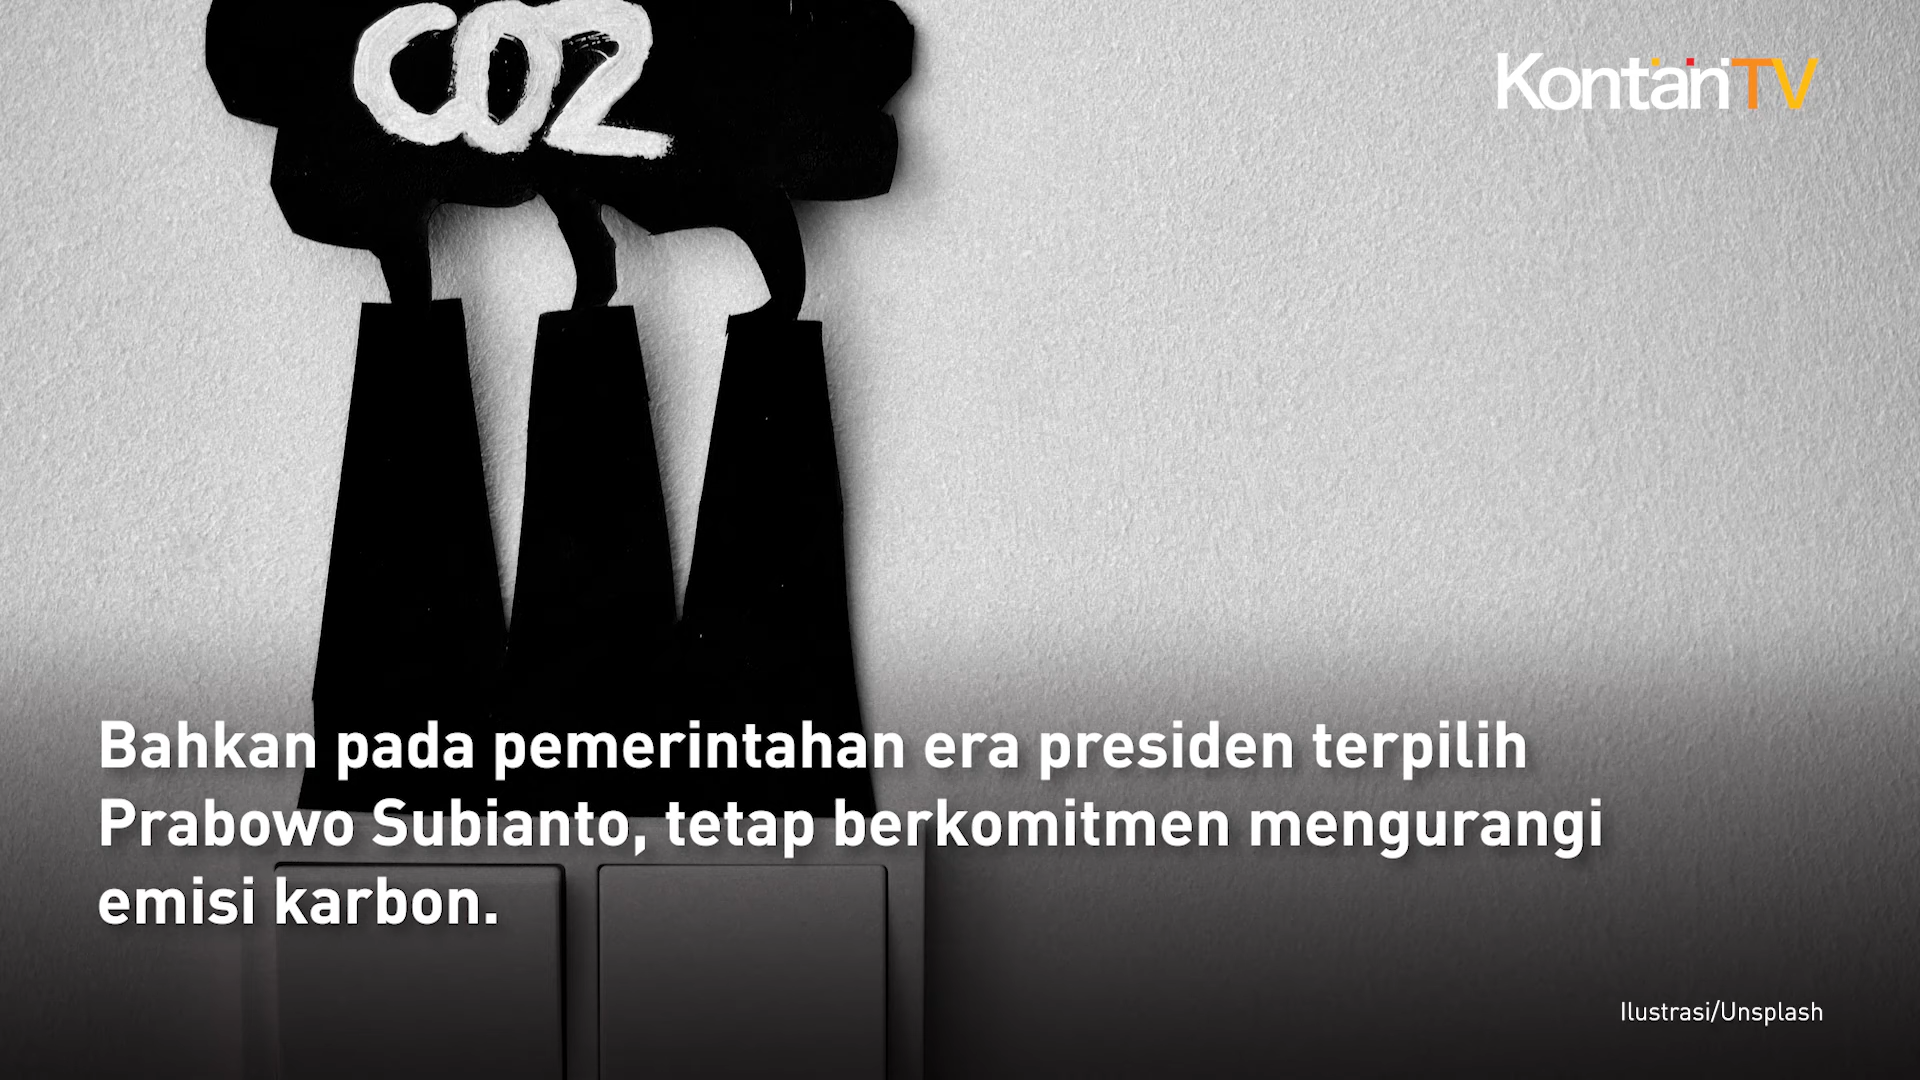 CO2
KontanTV
Bahkan pada pemerintahan era presiden terpilih
Prabowo Subianto, tetap berkomitmen mengurangi
emisi karbon.
Ilustrasi/Unsplash